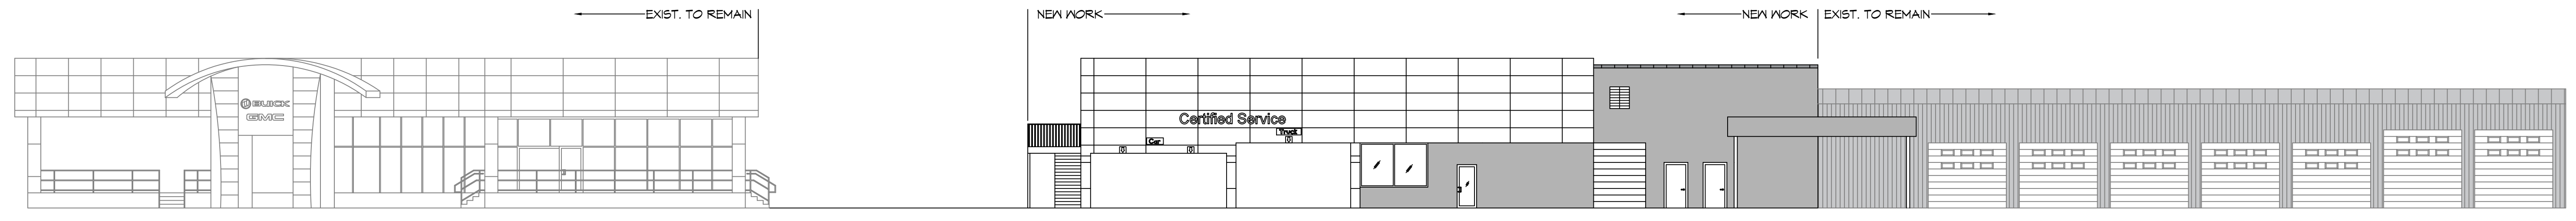 EXIST. TO REMAIN
NEW WORK
NEW WORK
EXIST. TO REMAIN
BUICK
GMC
Certified Service
Truck
Car